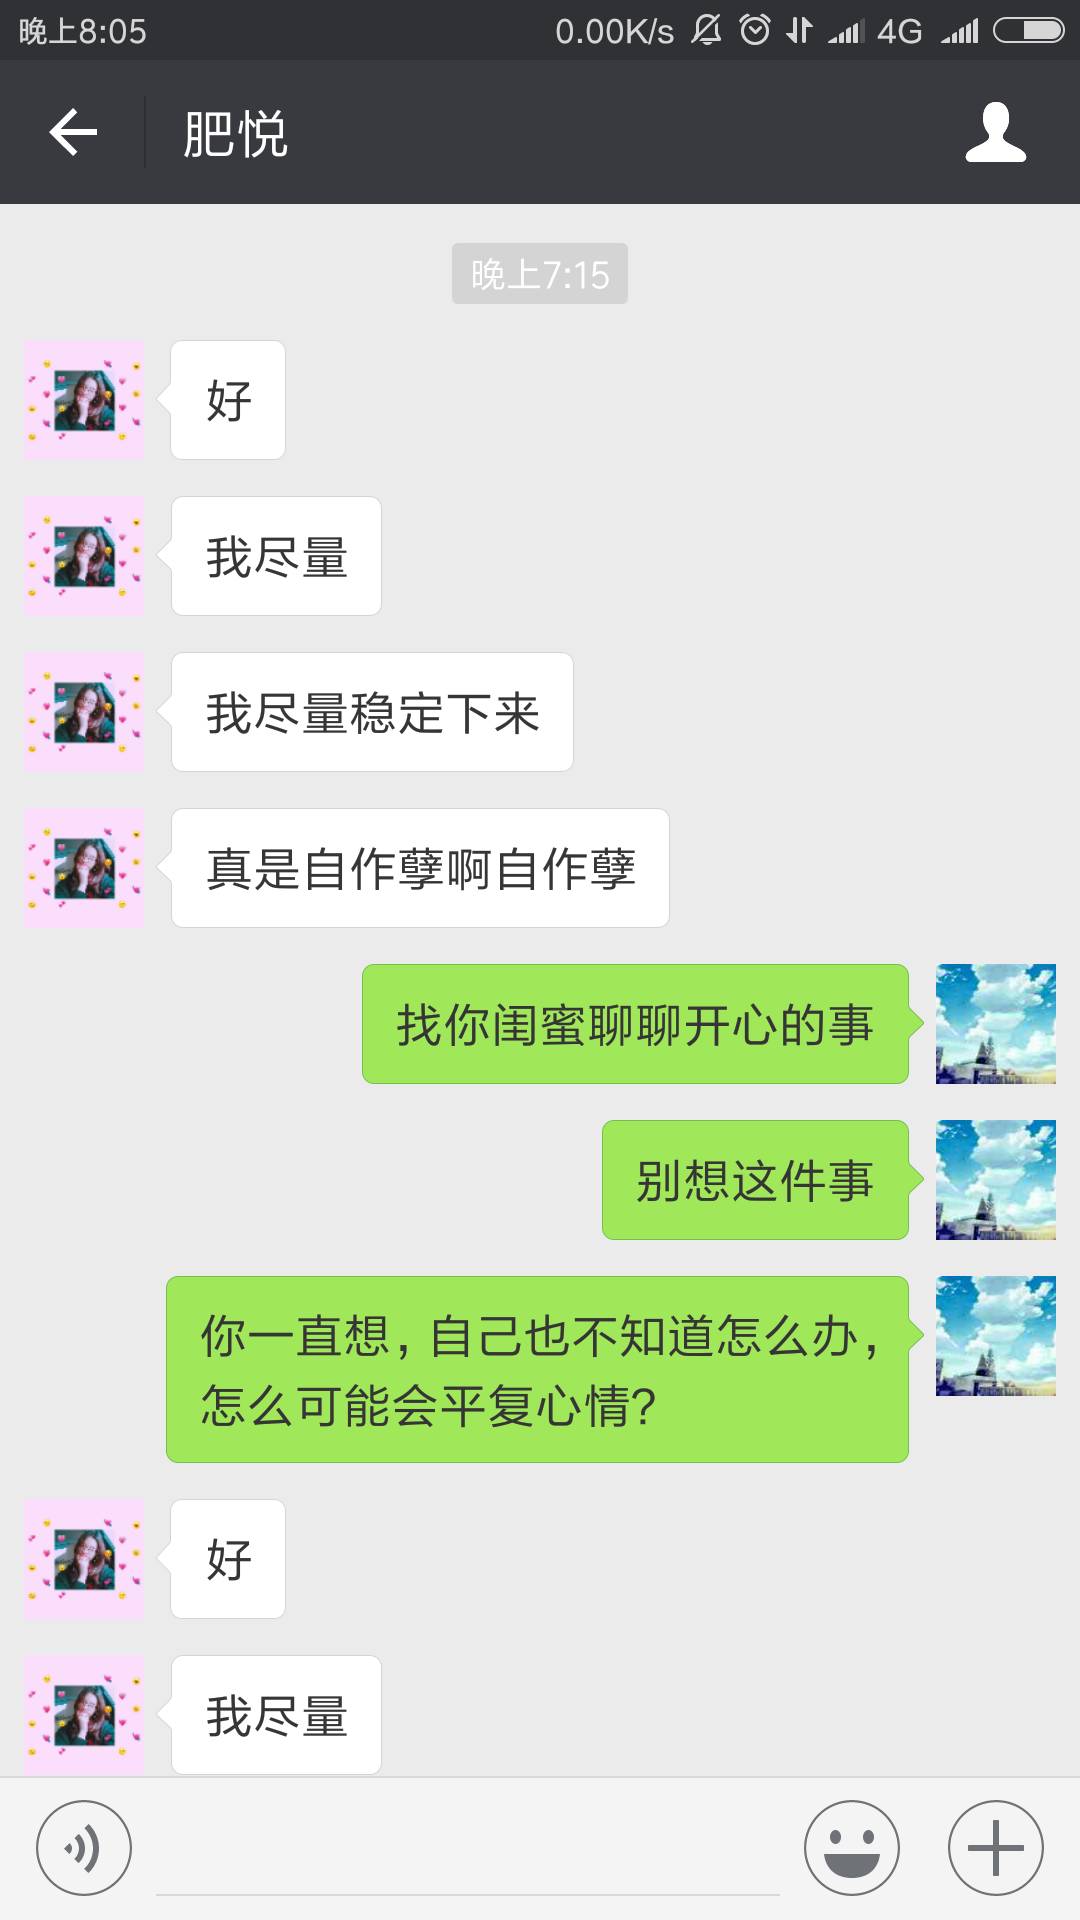 晚上8:05 0.00K/s 4G
肥悦
晚上7:15
好
我尽量
我尽量稳定下来
真是自作孽啊自作孽
找你闺蜜聊聊开心的事
别想这件事
你一直想，自己也不知道怎么办，
怎么可能会平复心情？
好
我尽量